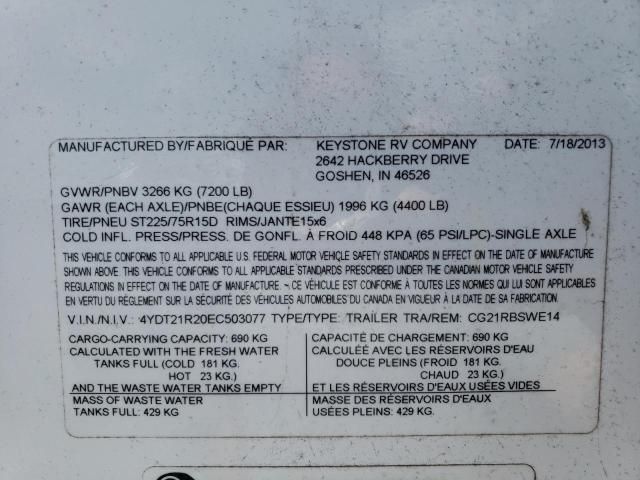 MANUFACTURED BY/FABRIQUÉ PAR: KEYSTONE RV COMPANY DATE: 7/18/2013
2642 HACKBERRY DRIVE
GOSHEN, IN 46526
GVWR/PNBV 3266 KG (7200 LB)
GAWR (EACH AXLE)/PNBE(CHAQUE ESSIEU) 1996 KG (4400 LB)
TIRE/PNEU ST225/75R15D RIMS/JANTE15x6
COLD INFL. PRESS/PRESS. DE GONFL. À FROID 448 KPA (65 PSI/LPC)-SINGLE AXLE
THIS VEHICLE CONFORMS TO ALL APPLICABLE U.S. FEDERAL MOTOR VEHICLE SAFETY STANDARDS IN EFFECT ON THE DATE OF MANUFACTURE
SHOWN ABOVE. THIS VEHICLE CONFORMS TO ALL APPLICABLE STANDARDS PRESCRIBED UNDER THE CANADIAN MOTOR VEHICLE SAFETY
REGULATIONS IN EFFECT ON THE DATE OF MANUFACTURE/CE VEHICULE EST CONFORME À TOUTES LES NORMES QUI LUI SONT APPLICABLES
EN VERTU DU RÉGLEMENT SUR LA SÉCURITÉ DES VÉHICULES AUTOMOBILES DU CANADA EN VIGUEUR À LA DATE DE SA FABRICATION.
V.I.N./N.I.V.: 4YDT21R20EC503077 TYPE/TYPE: TRAILER TRA/REM: CG21RBSWE14
CARGO-CARRYING CAPACITY: 690 KG
CALCULATED WITH THE FRESH WATER
TANKS FULL (COLD 181 KG.
HOT 23 KG.)
AND THE WASTE WATER TANKS EMPTY
MASS OF WASTE WATER
TANKS FULL: 429 KG
CAPACITÉ DE CHARGEMENT: 690 KG
CALCULÉE AVEC LES RÉSERVOIRS D'EAU
DOUCE PLEINS (FROID 181 KG.
CHAUD 23 KG.)
ET LES RÉSERVOIRS D'EAUX USÉES VIDES
MASSE DES RÉSERVOIRS D'EAUX
USÉES PLEINS: 429 KG.